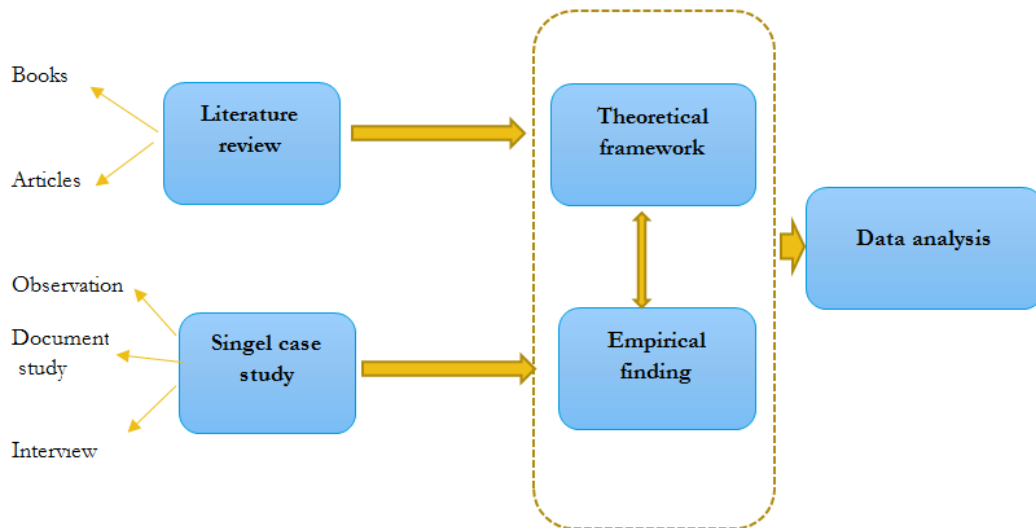 Books
Literature
review
Articles
Theoretical
framework
Data analysis
Observation
Document
study
Interview
Singel case
study
Empirical
finding